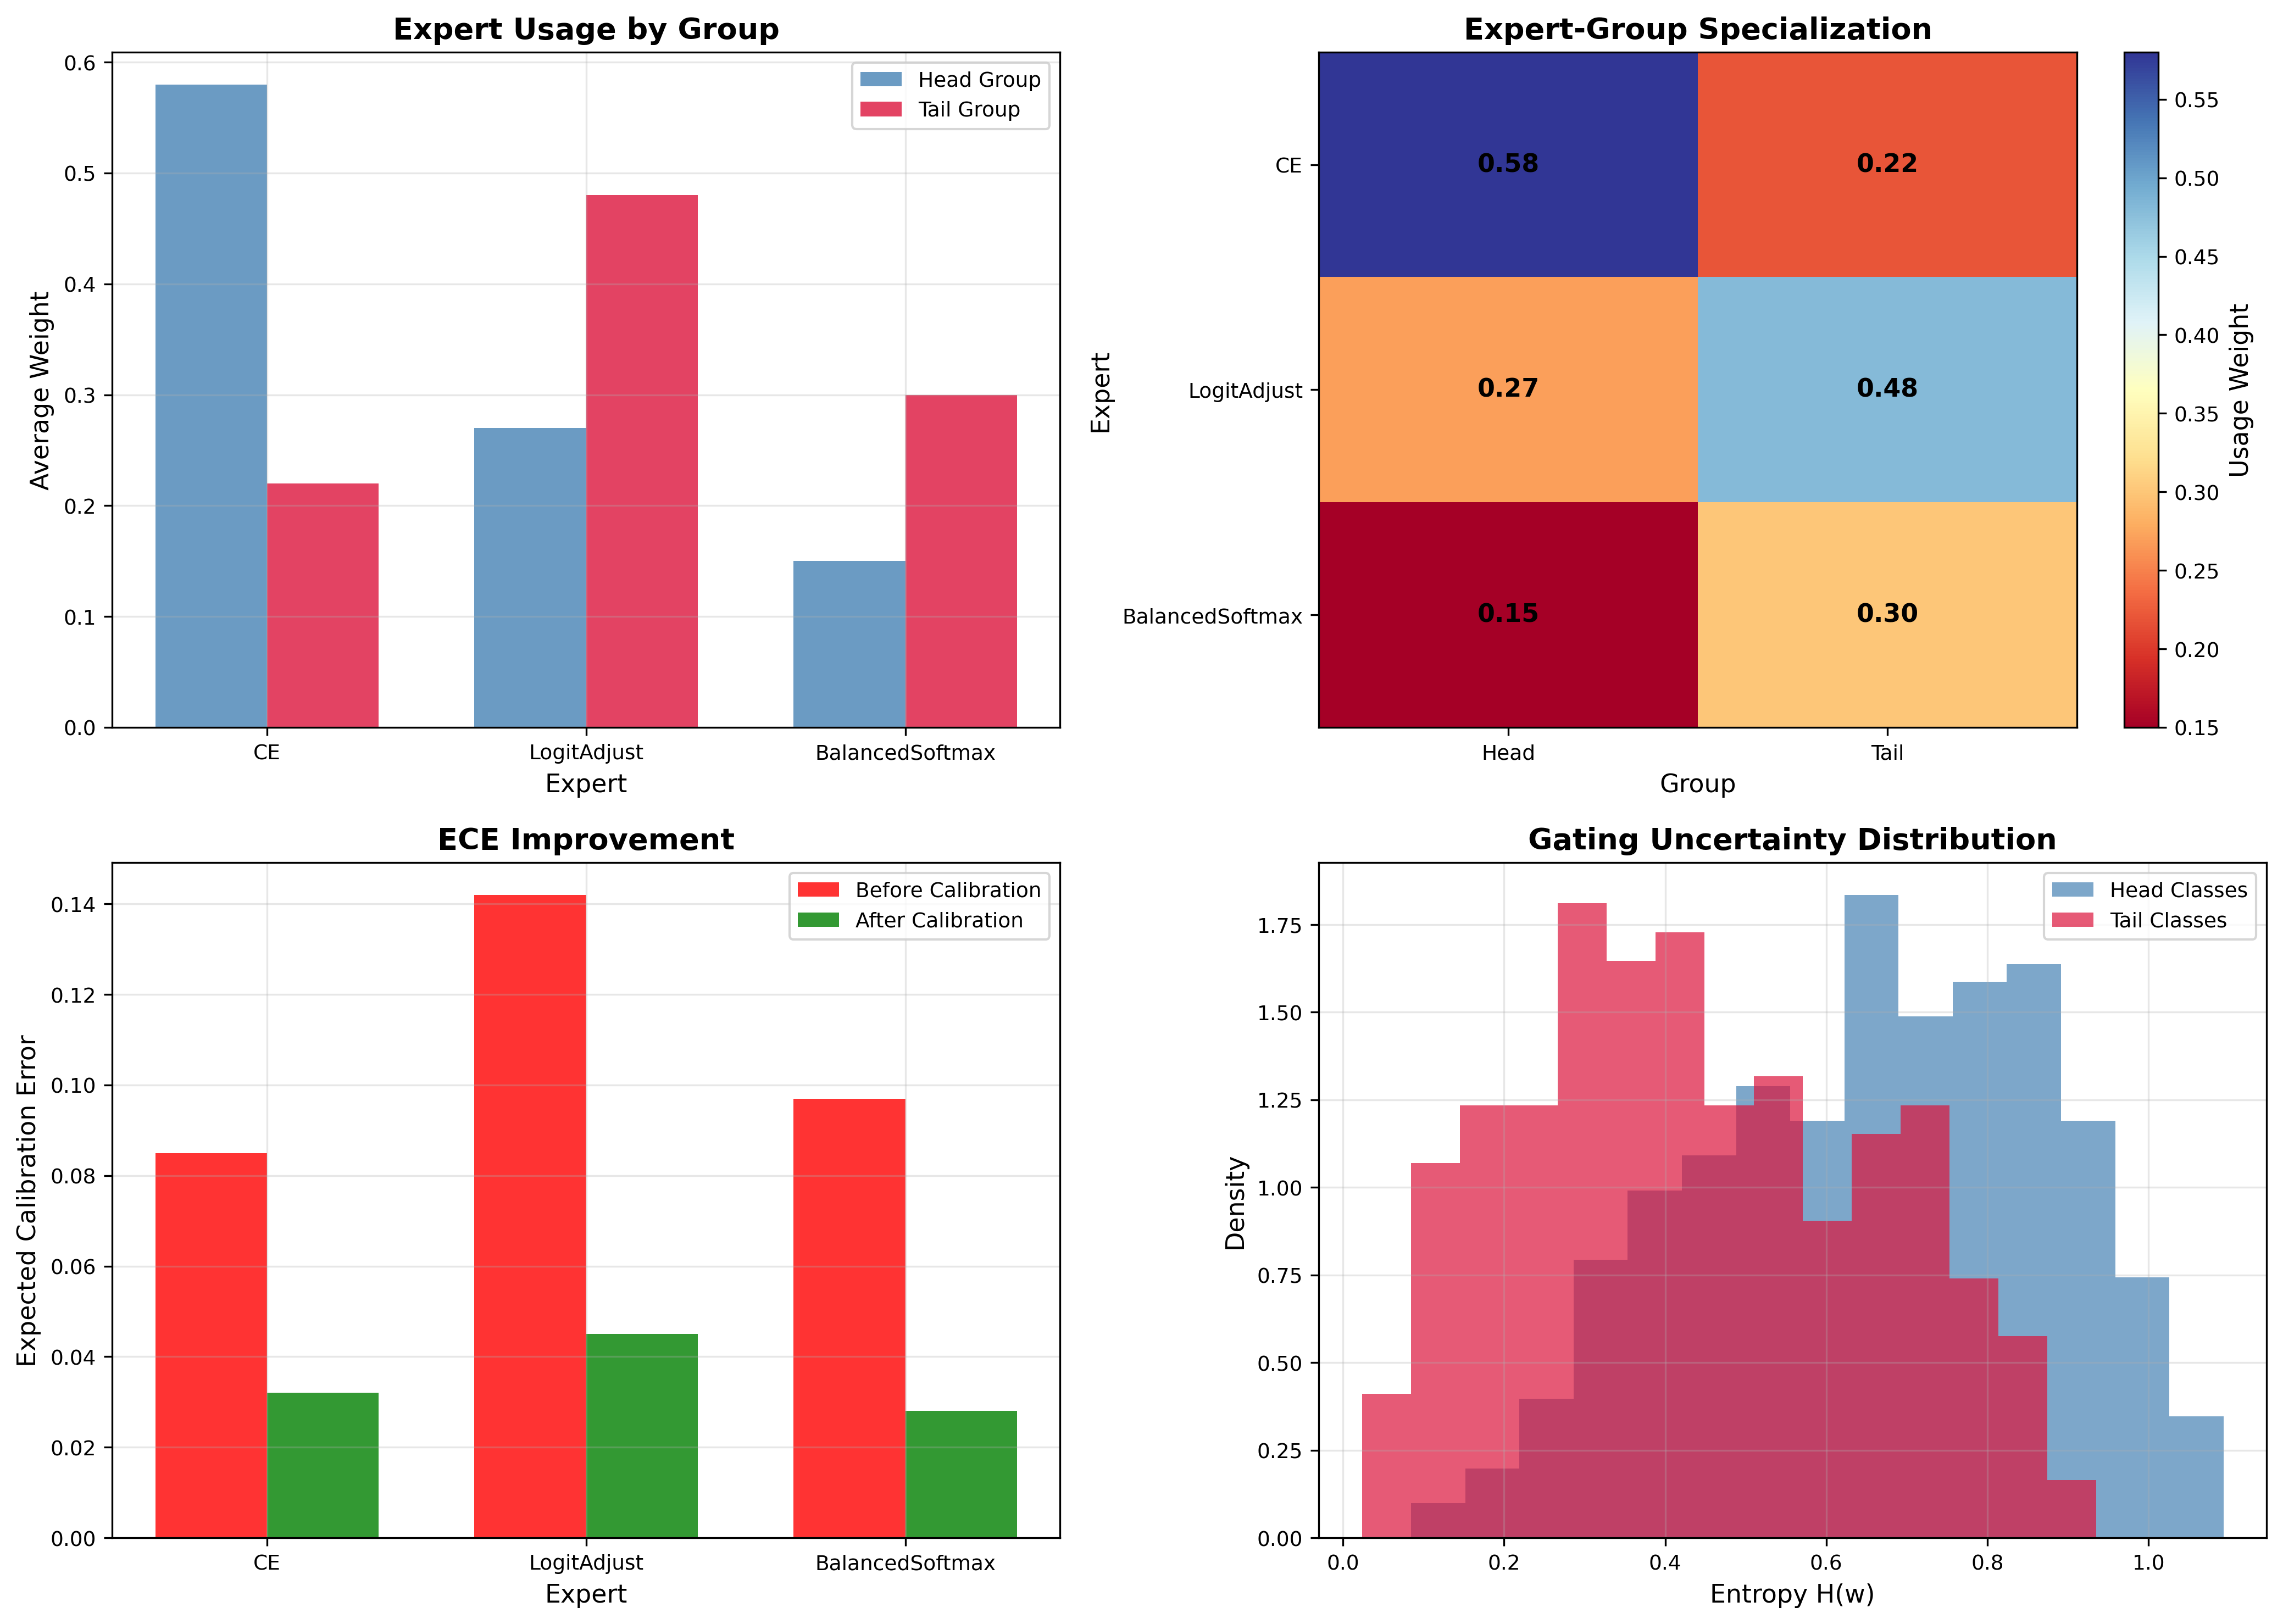 Expert Usage by Group
Average Weight
0.6
0.5
0.4
0.3
0.2
0.1
0.0
Head Group
Tail Group
CE
LogitAdjust
BalancedSoftmax
Expert
Expert-Group Specialization
Expert
CE
LogitAdjust
BalancedSoftmax
0.58
0.22
0.27
0.48
0.15
0.30
Head
Tail
Group
0.55
0.50
0.45
0.40
0.35
0.30
0.25
0.20
0.15
Usage Weight
ECE Improvement
Expected Calibration Error
0.14
0.12
0.10
0.08
0.06
0.04
0.02
0.00
Before Calibration
After Calibration
CE
LogitAdjust
BalancedSoftmax
Expert
Gating Uncertainty Distribution
Density
1.75
1.50
1.25
1.00
0.75
0.50
0.25
0.00
Head Classes
Tail Classes
0.0
0.2
0.4
0.6
0.8
1.0
Entropy H(w)